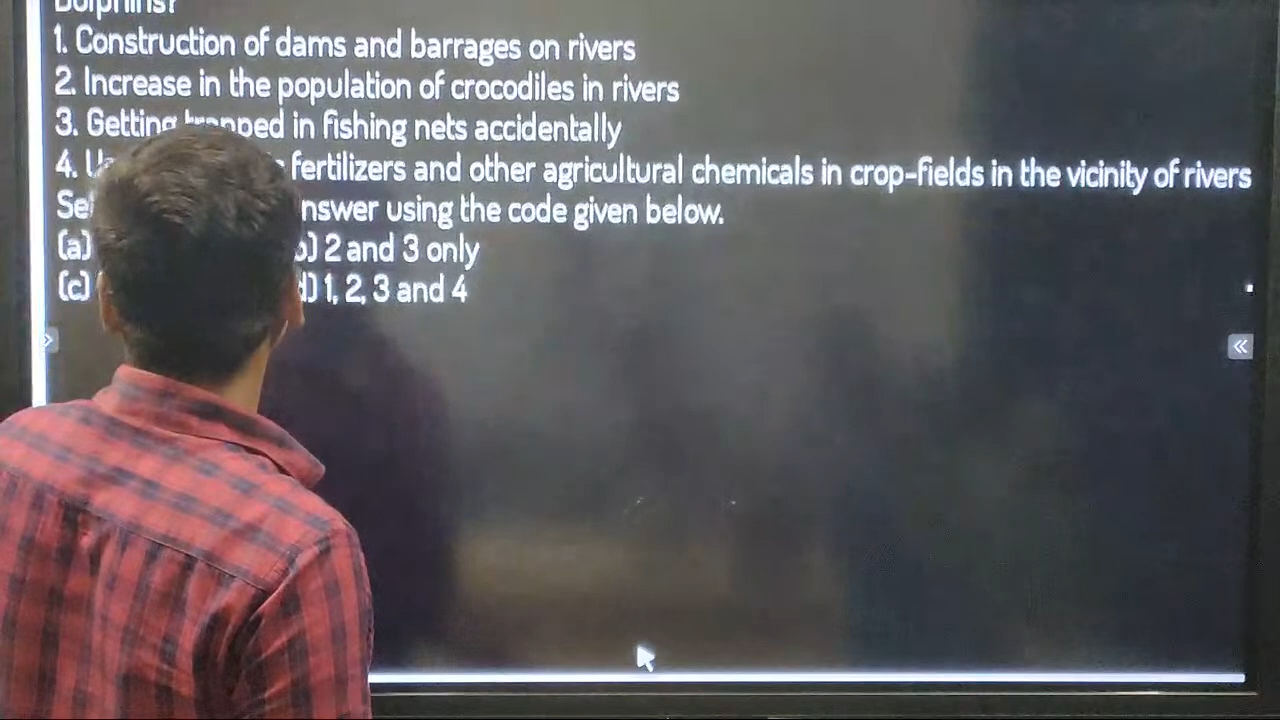 Dolphins?
1. Construction of dams and barrages on rivers
2. Increase in the population of crocodiles in rivers
3. Getting trapped in fishing nets accidentally
4. fertilizers and other agricultural chemicals in crop-fields in the vicinity of rivers
using the code given below.
(a) 2 and 3 only
(c) 1, 2, 3 and 4